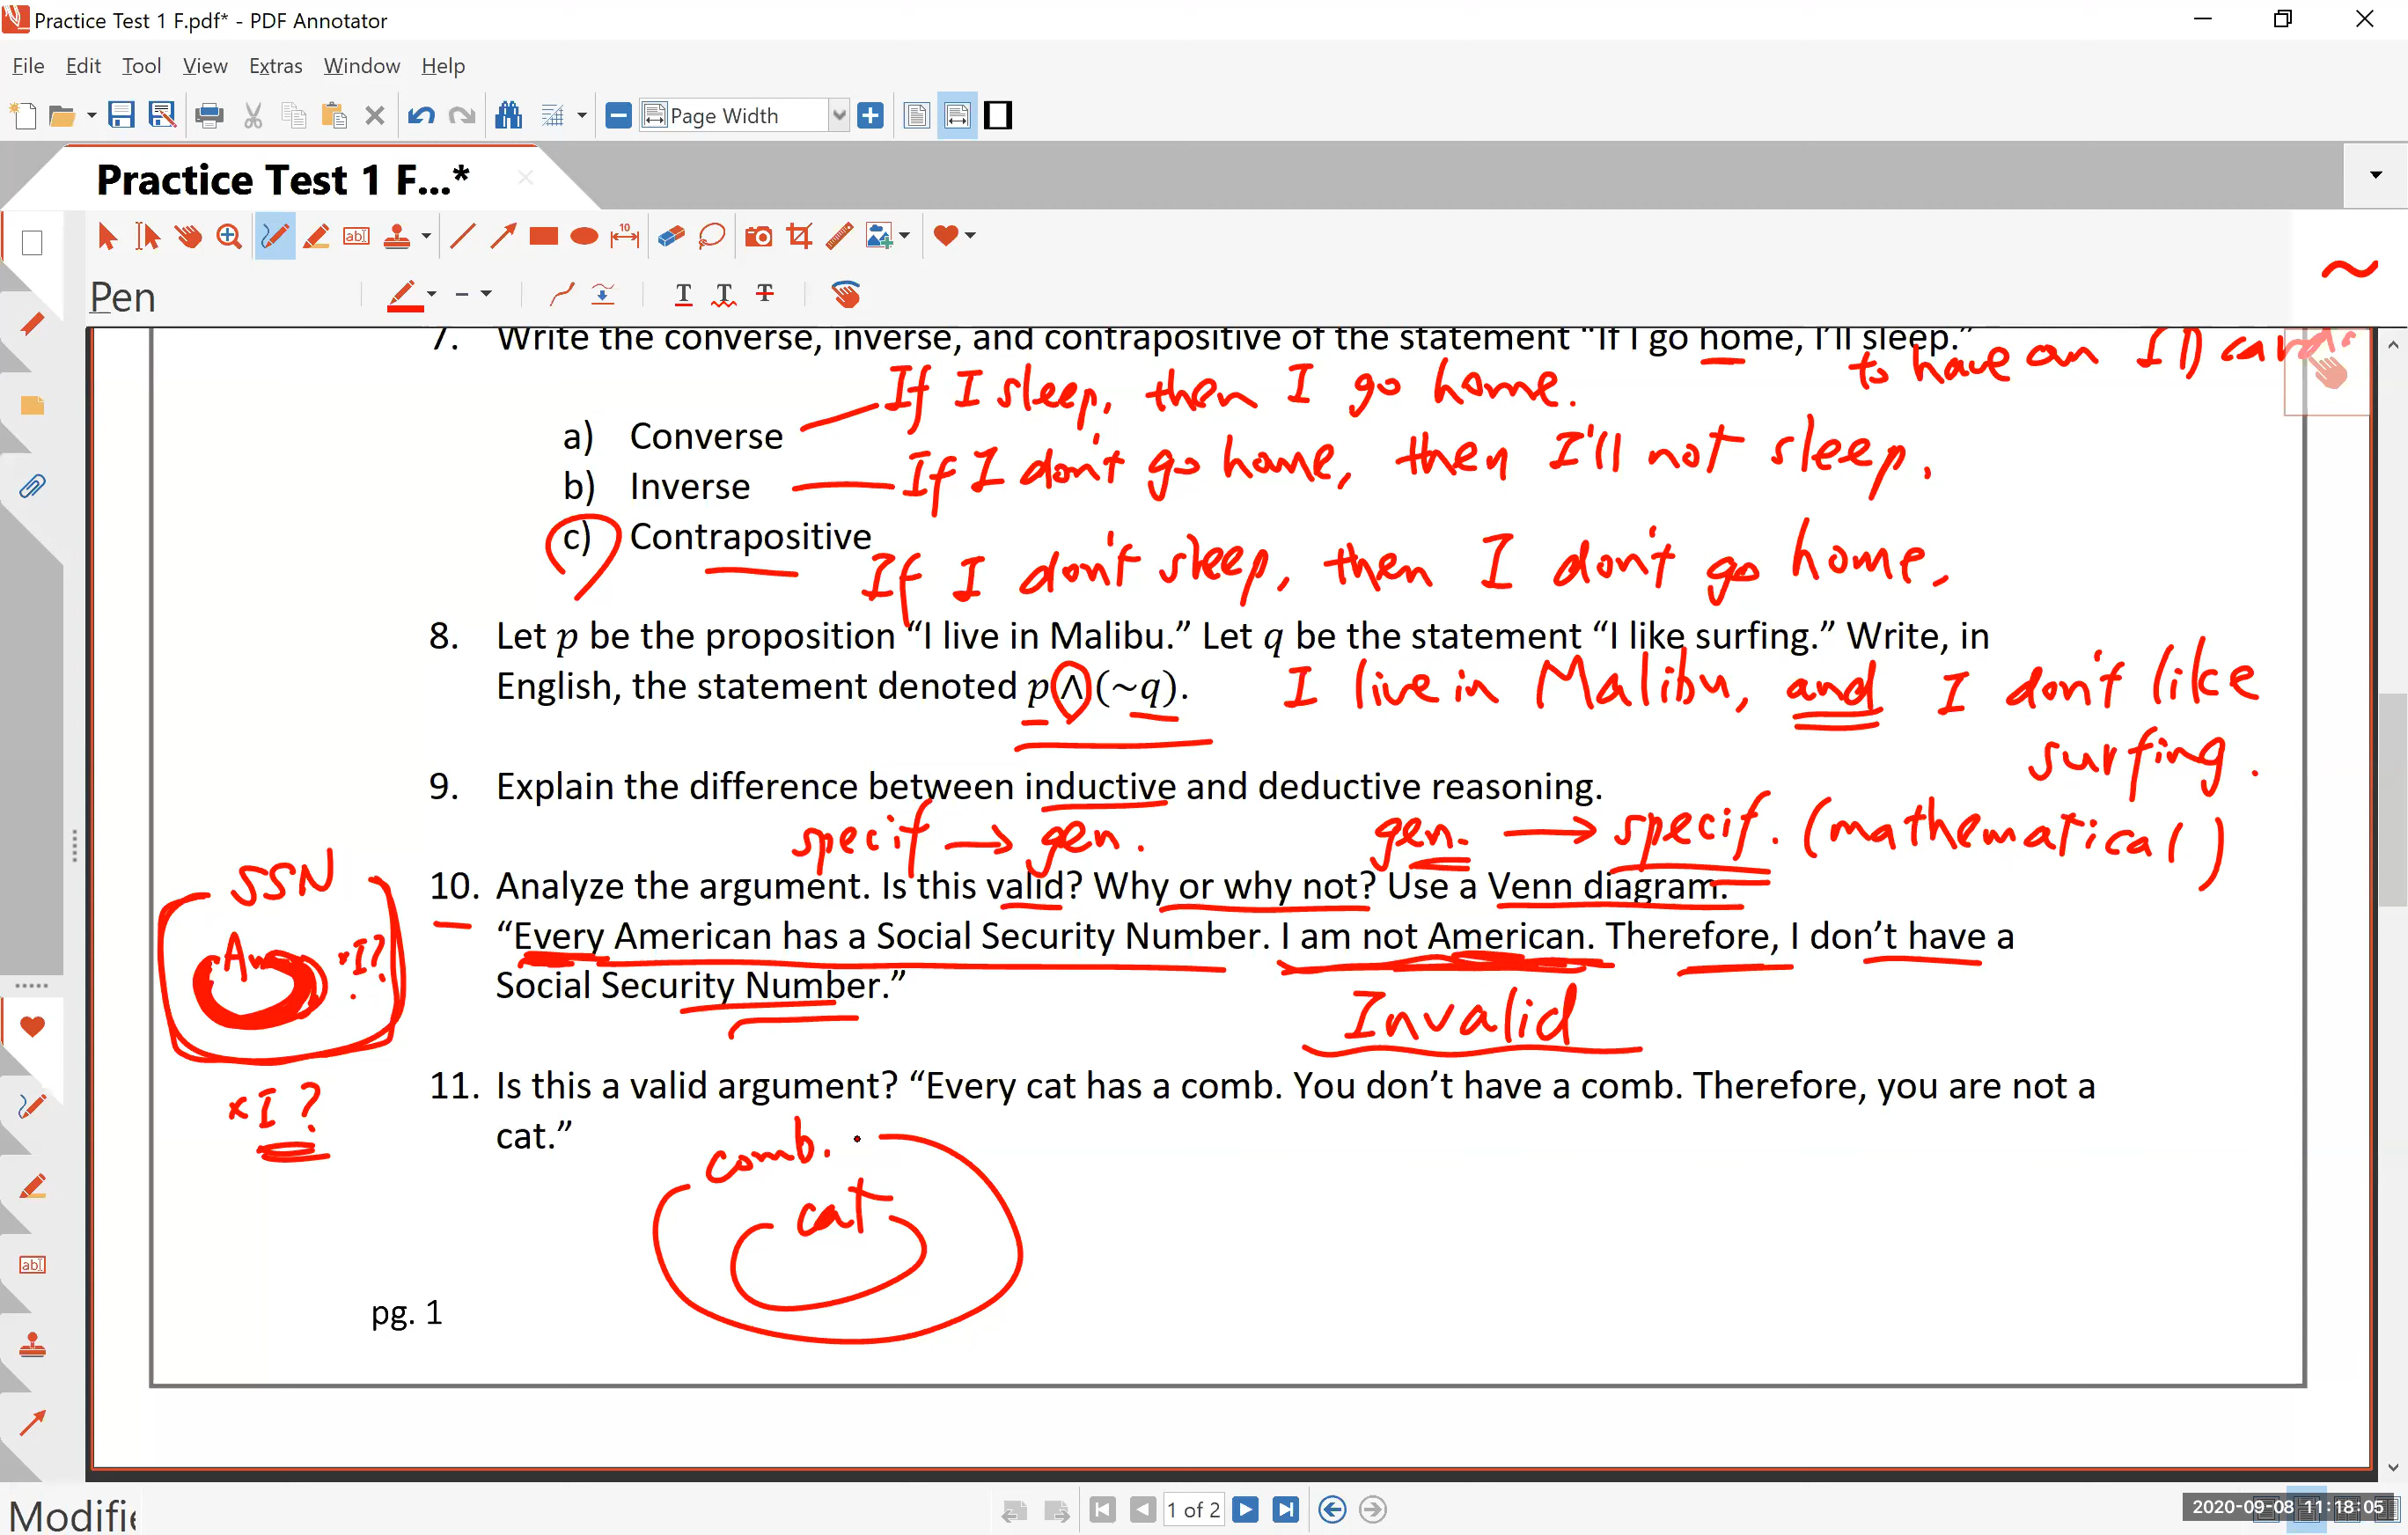 Practice Test 1 F.pdf* - PDF Annotator
File Edit Tool View Extras Window Help
Page Width
Practice Test 1 F...*
Pen
7. Write the converse, inverse, and contrapositive of the statement "If I go home, I'll sleep."
to have an ID card.
If I sleep, then I go home.
a) Converse
If I don't go home, then I'll not sleep.
b) Inverse
c) Contrapositive
If I don't sleep, then I don't go home.
8. Let p be the proposition “I live in Malibu.” Let q be the statement “I like surfing.” Write, in
English, the statement denoted p∧(~q).
I live in Malibu, and I don't like
surfing.
9. Explain the difference between inductive and deductive reasoning.
specif → gen. gen. → specif. (mathematical)
10. Analyze the argument. Is this valid? Why or why not? Use a Venn diagram.
“Every American has a Social Security Number. I am not American. Therefore, I don’t have a
Social Security Number.”
SSN
Am
x I?
x I?
Invalid
11. Is this a valid argument? “Every cat has a comb. You don’t have a comb. Therefore, you are not a
cat.”
comb.
cat
pg. 1
Modifie
1 of 2
2020-09-08 11:18:05